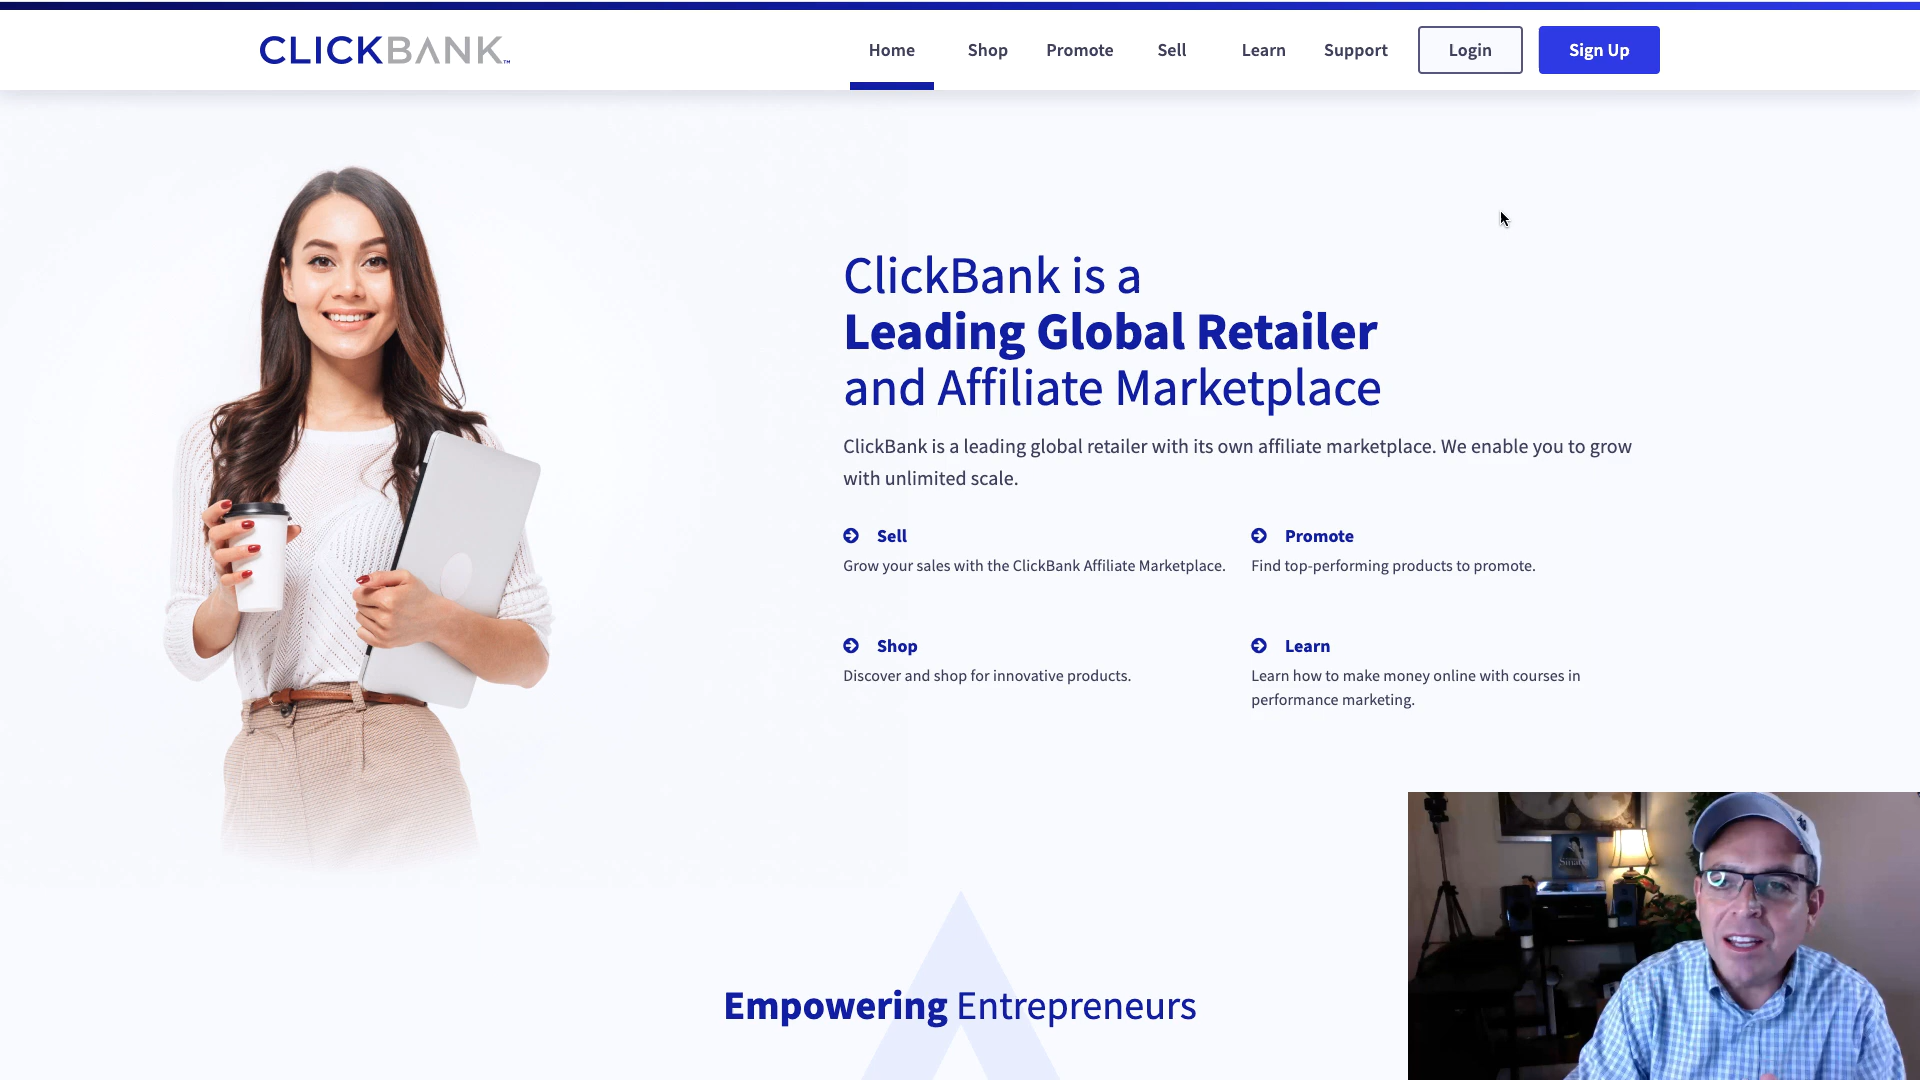 CLICKBANK™
Home Shop Promote Sell Learn Support Login Sign Up
ClickBank is a
Leading Global Retailer
and Affiliate Marketplace
ClickBank is a leading global retailer with its own affiliate marketplace. We enable you to grow
with unlimited scale.
Sell
Grow your sales with the ClickBank Affiliate Marketplace.
Promote
Find top-performing products to promote.
Shop
Discover and shop for innovative products.
Learn
Learn how to make money online with courses in
performance marketing.
Empowering Entrepreneurs